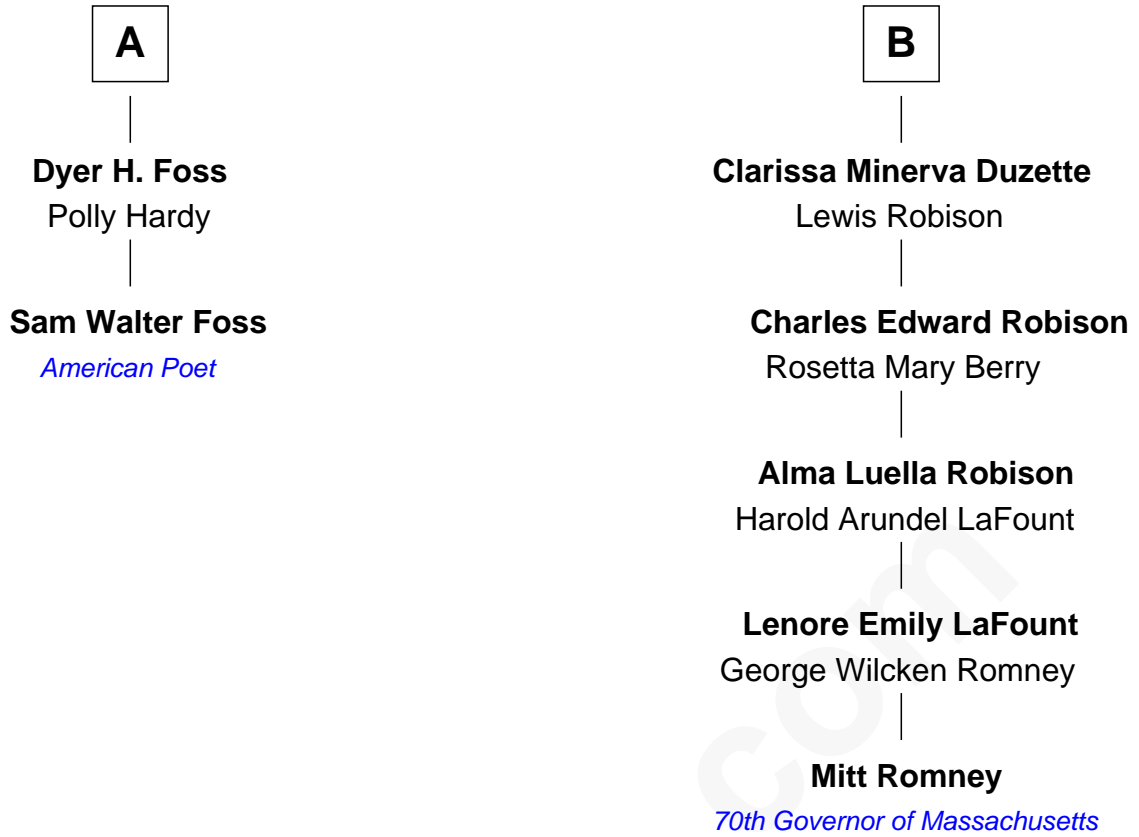 A
Dyer H. Foss
Polly Hardy
Sam Walter Foss
American Poet
B
Clarissa Minerva Duzette
Lewis Robison
Charles Edward Robison
Rosetta Mary Berry
Alma Luella Robison
Harold Arundel LaFount
Lenore Emily LaFount
George Wilcken Romney
Mitt Romney
70th Governor of Massachusetts
com